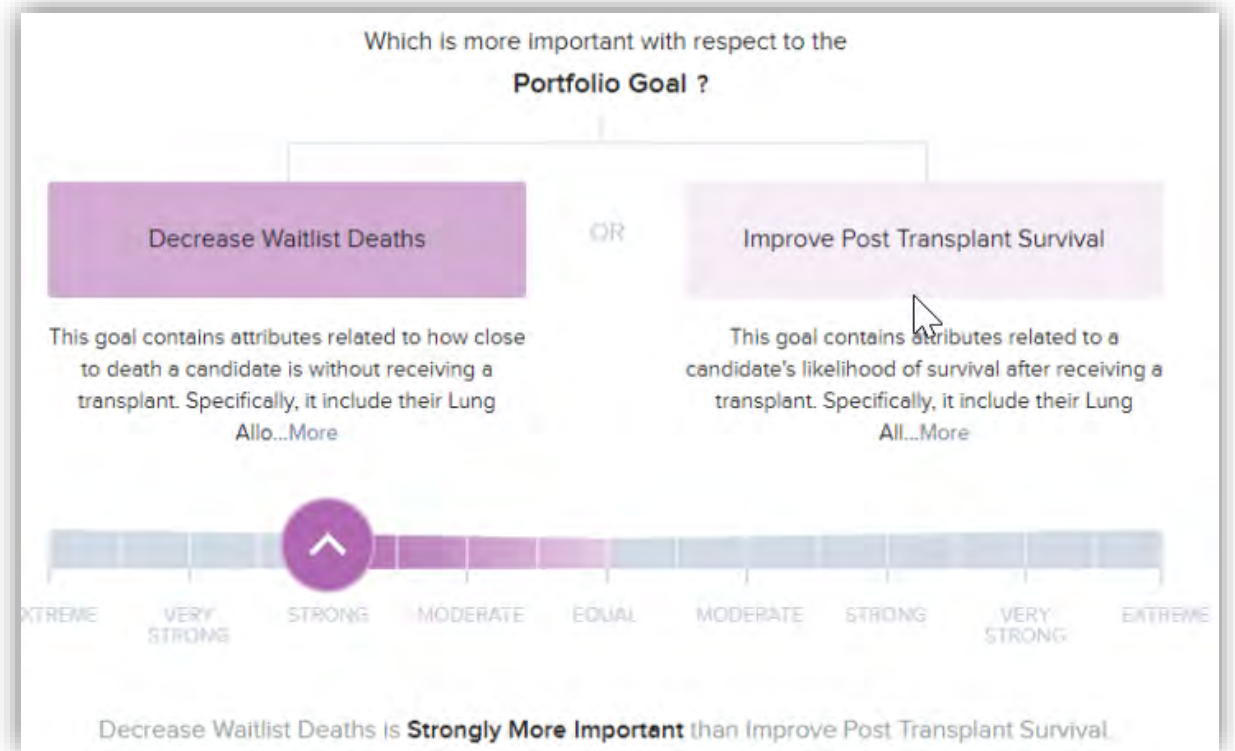 Which is more important with respect to the
Portfolio Goal ?
Decrease Waitlist Deaths
OR
Improve Post Transplant Survival
This goal contains attributes related to how close
to death a candidate is without receiving a
transplant. Specifically, it include their Lung
Allo...More
This goal contains attributes related to a
candidate's likelihood of survival after receiving a
transplant. Specifically, it include their Lung
All...More
XTREME VERY STRONG STRONG MODERATE EQUAL MODERATE STRONG VERY STRONG EXTREME
Decrease Waitlist Deaths is Strongly More Important than Improve Post Transplant Survival.